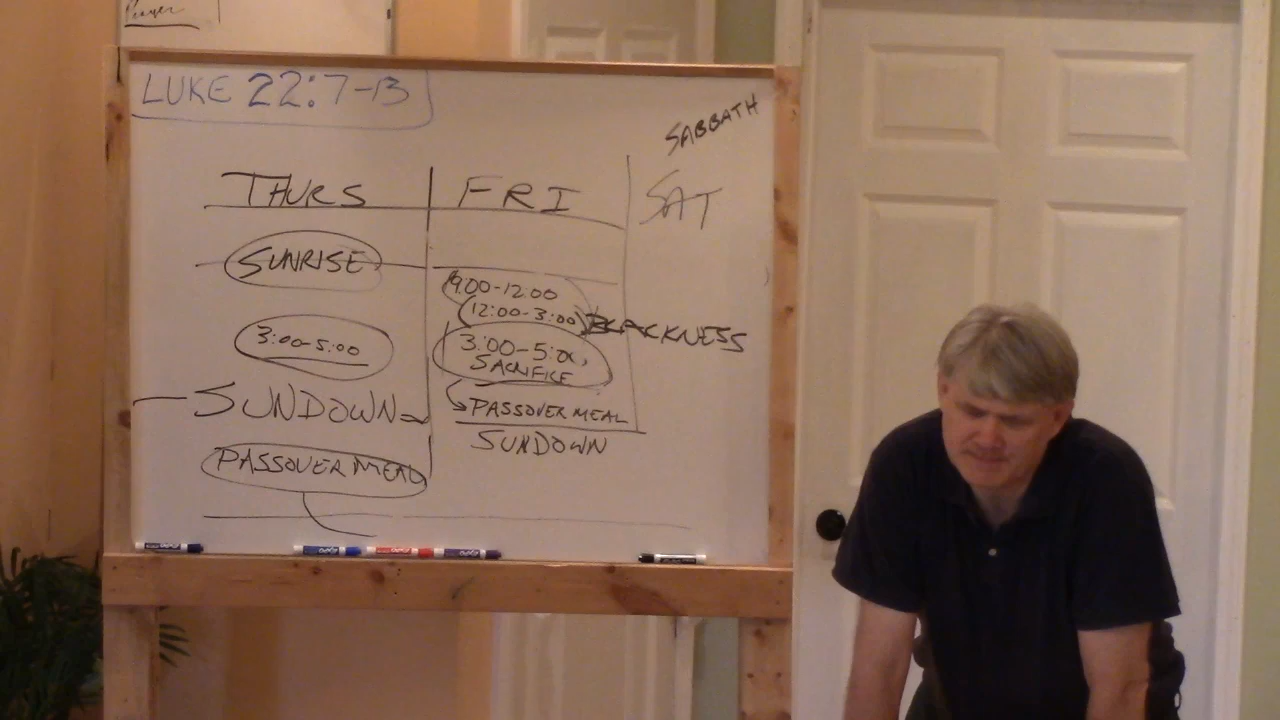 Prayer
LUKE 22:7-13
SABBATH
THURS FRI SAT
SUNRISE
9:00-12:00
12:00-3:00 BLACKNESS
3:00-5:00 3:00-5:00
SACRIFICE
SUNDOWN PASSOVER MEAL
SUNDOWN
PASSOVER MEAL